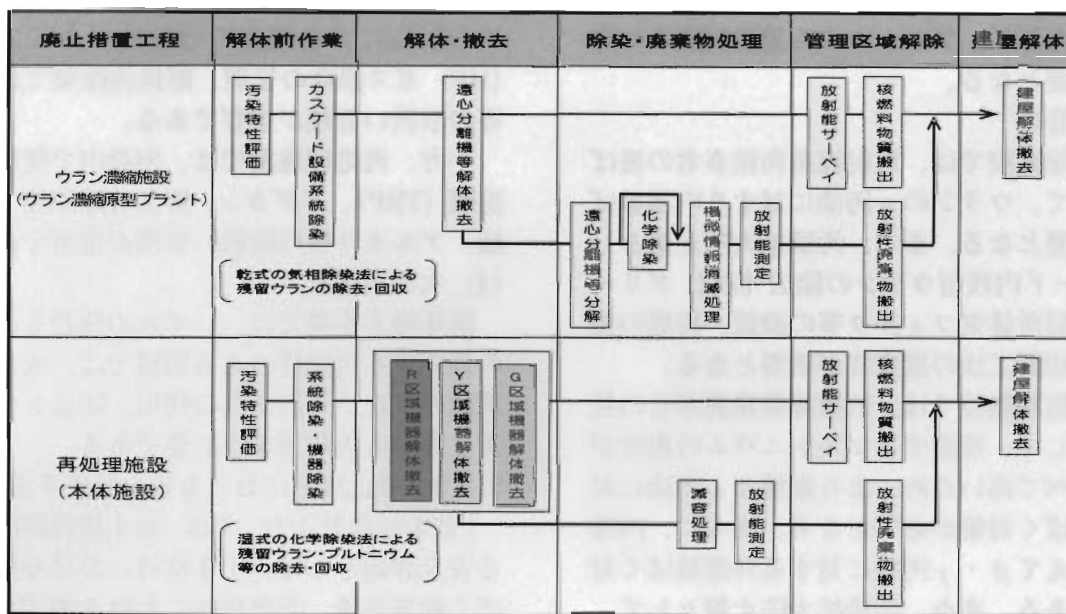 廃止措置工程
解体前作業
解体・撤去
除染・廃棄物処理
管理区域解除
建屋解体
ウラン濃縮施設
(ウラン濃縮原型プラント)
汚染特性評価
カスケード設備系統除染
遠心分離機等解体撤去
放射能サーベイ
核燃料物質搬出
建屋解体撤去
遠心分離機等分解
化学除染
機微情報消滅処理
放射能測定
放射性廃棄物搬出
乾式の気相除染法による
残留ウランの除去・回収
再処理施設
(本体施設)
汚染特性評価
系統除染・機器除染
R区域機器解体撤去
Y区域機器解体撤去
G区域機器解体撤去
放射能サーベイ
核燃料物質搬出
建屋解体撤去
減容処理
放射能測定
放射性廃棄物搬出
湿式の化学除染法による
残留ウラン・プルトニウム
等の除去・回収